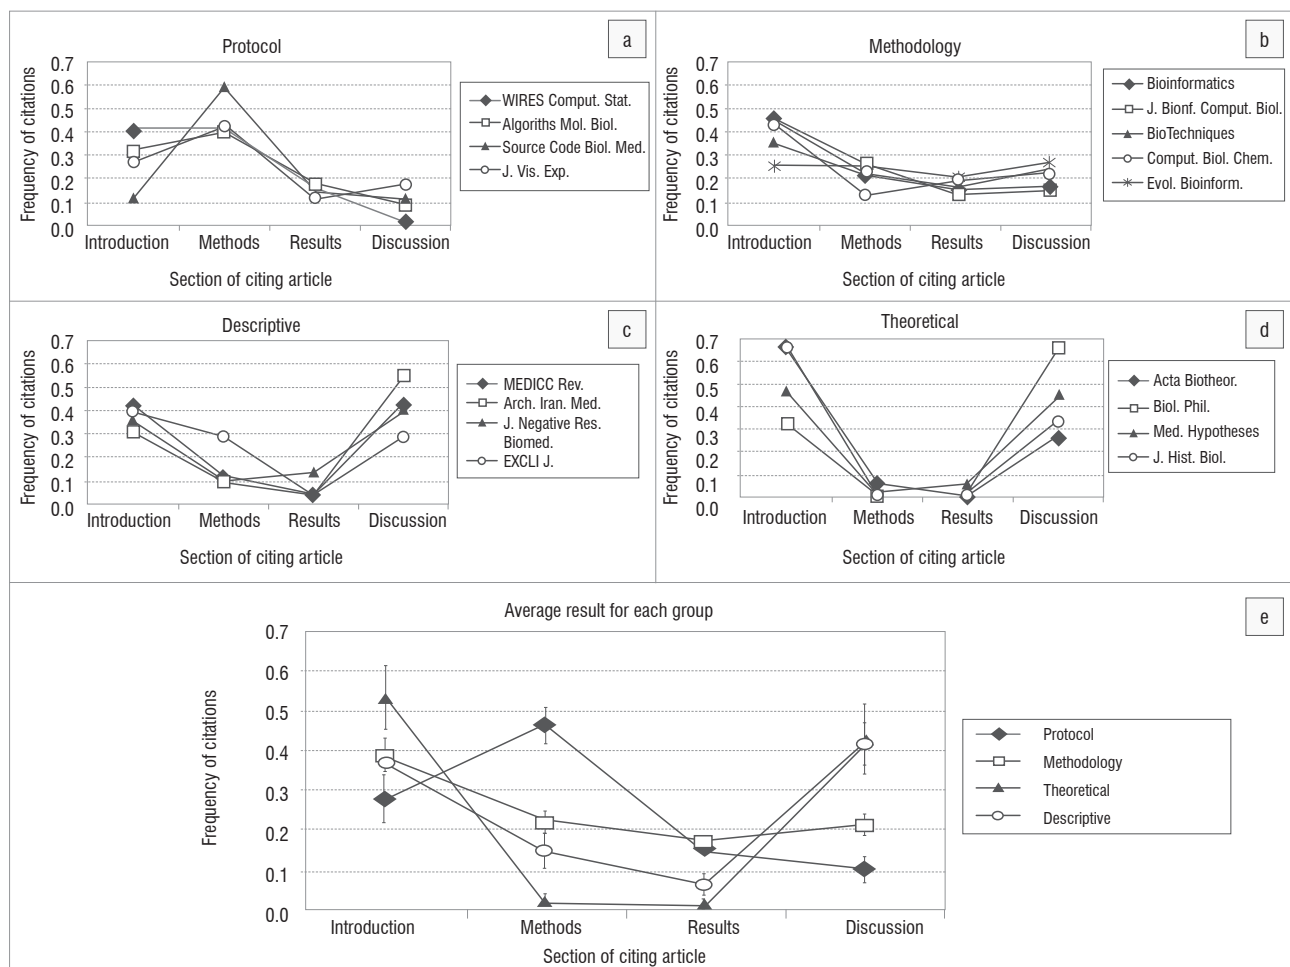 a
Protocol
Frequency of citations
0.7
0.6
0.5
0.4
0.3
0.2
0.1
0.0
Introduction Methods Results Discussion
Section of citing article
WIRES Comput. Stat.
Algoriths Mol. Biol.
Source Code Biol. Med.
J. Vis. Exp.
b
Methodology
Frequency of citations
0.7
0.6
0.5
0.4
0.3
0.2
0.1
0.0
Introduction Methods Results Discussion
Section of citing article
Bioinformatics
J. Bionf. Comput. Biol.
BioTechniques
Comput. Biol. Chem.
Evol. Bioinform.
c
Descriptive
Frequency of citations
0.7
0.6
0.5
0.4
0.3
0.2
0.1
0.0
Introduction Methods Results Discussion
Section of citing article
MEDICC Rev.
Arch. Iran. Med.
J. Negative Res.
Biomed.
EXCLI J.
d
Theoretical
Frequency of citations
0.7
0.6
0.5
0.4
0.3
0.2
0.1
0.0
Introduction Methods Results Discussion
Section of citing article
Acta Biotheor.
Biol. Phil.
Med. Hypotheses
J. Hist. Biol.
e
Average result for each group
Frequency of citations
0.7
0.6
0.5
0.4
0.3
0.2
0.1
0.0
Introduction Methods Results Discussion
Section of citing article
Protocol
Methodology
Theoretical
Descriptive